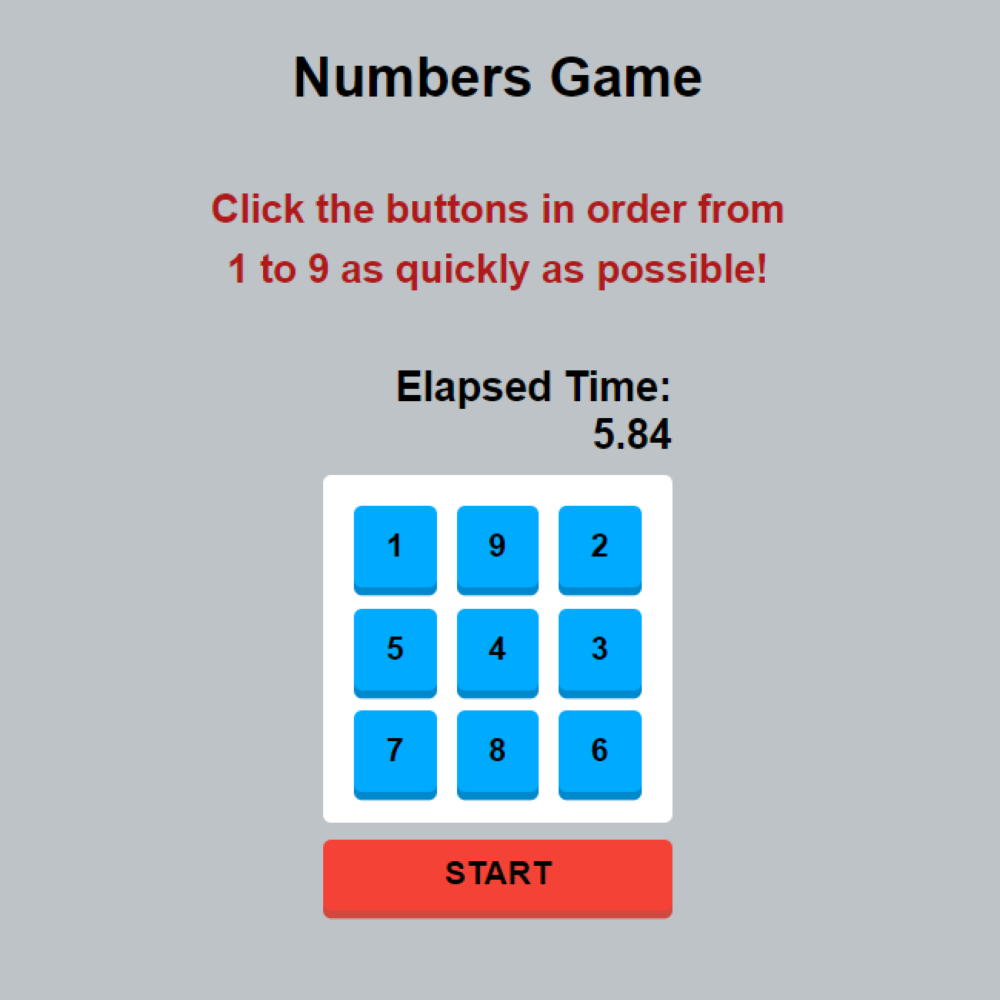 Numbers Game
Click the buttons in order from
1 to 9 as quickly as possible!
Elapsed Time:
5.84
1 9 2
5 4 3
7 8 6
START